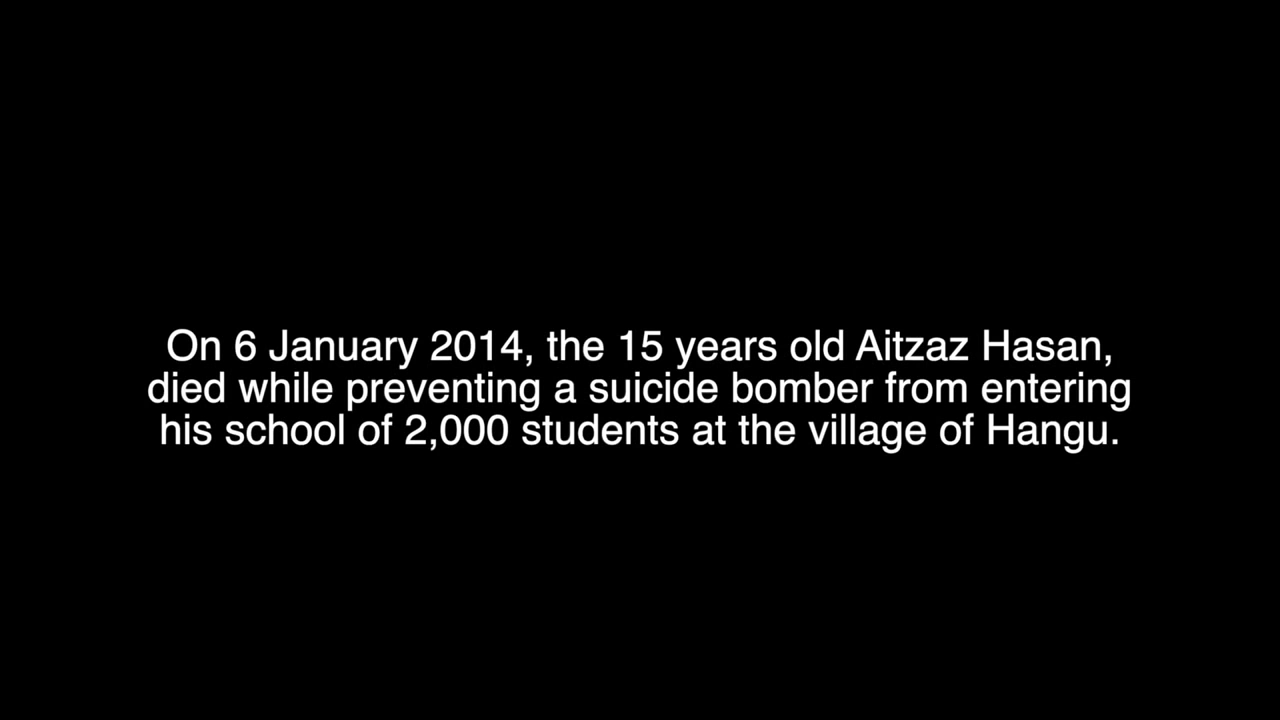 On 6 January 2014, the 15 years old Aitzaz Hasan,
died while preventing a suicide bomber from entering
his school of 2,000 students at the village of Hangu.